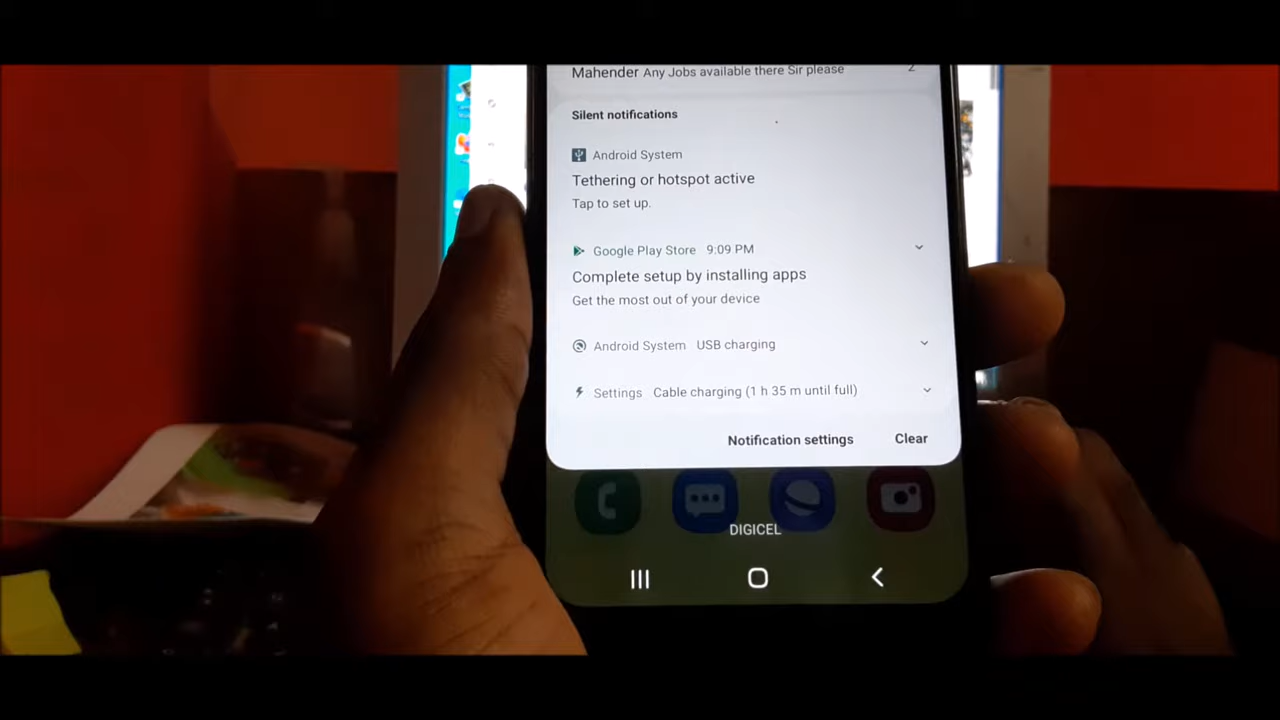 Mahender Any Jobs available there Sir please 2
Silent notifications
Android System
Tethering or hotspot active
Tap to set up.
Google Play Store 9:09 PM
Complete setup by installing apps
Get the most out of your device
Android System USB charging
Settings Cable charging (1 h 35 m until full)
Notification settings Clear
DIGICEL